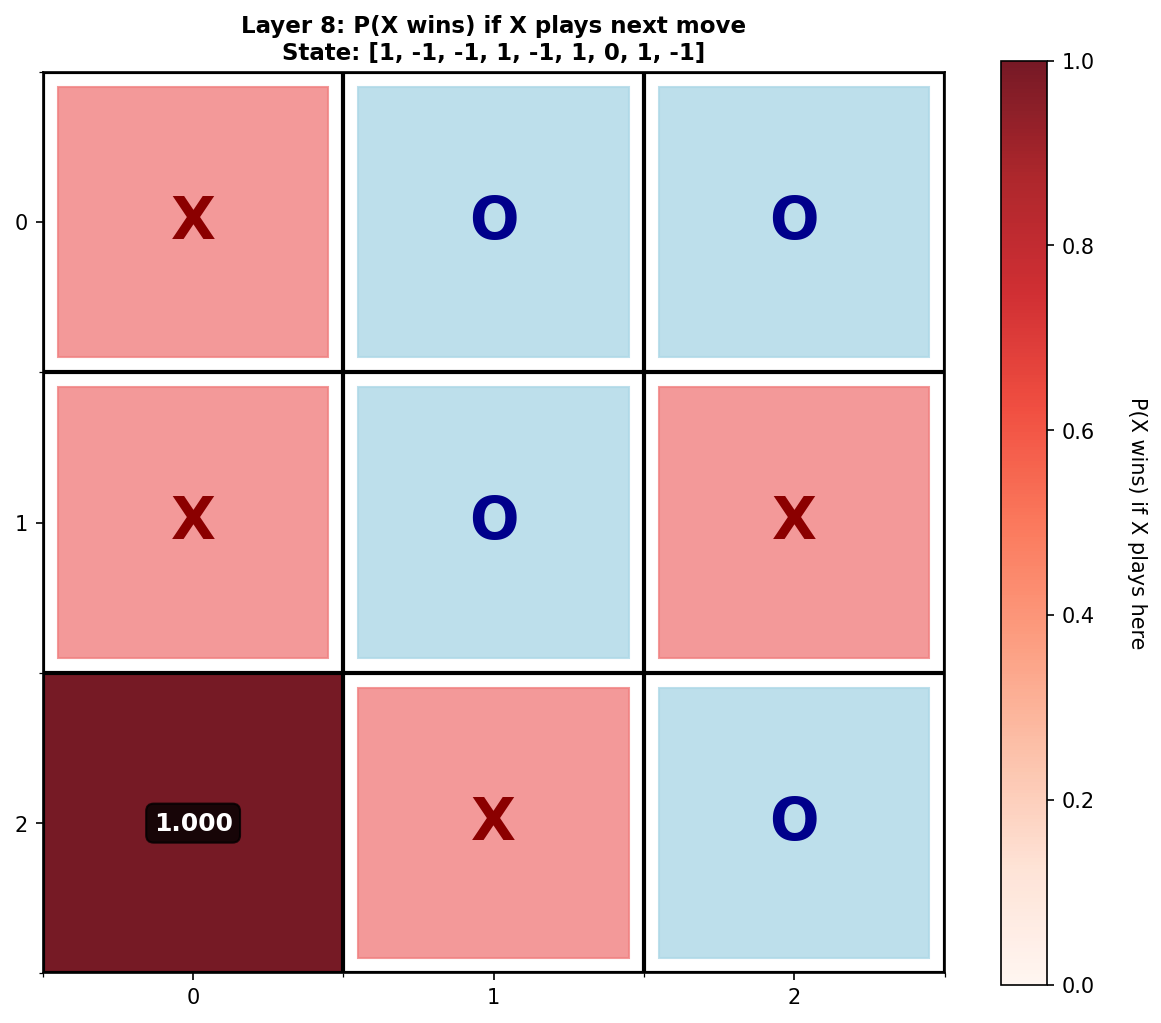 Layer 8: P(X wins) if X plays next move
State: [1, -1, -1, 1, -1, 1, 0, 1, -1]
0
X
O
O
1
X
O
X
2
1.000
X
O
0
1
2
1.0
0.8
0.6
0.4
0.2
0.0
P(X wins) if X plays here